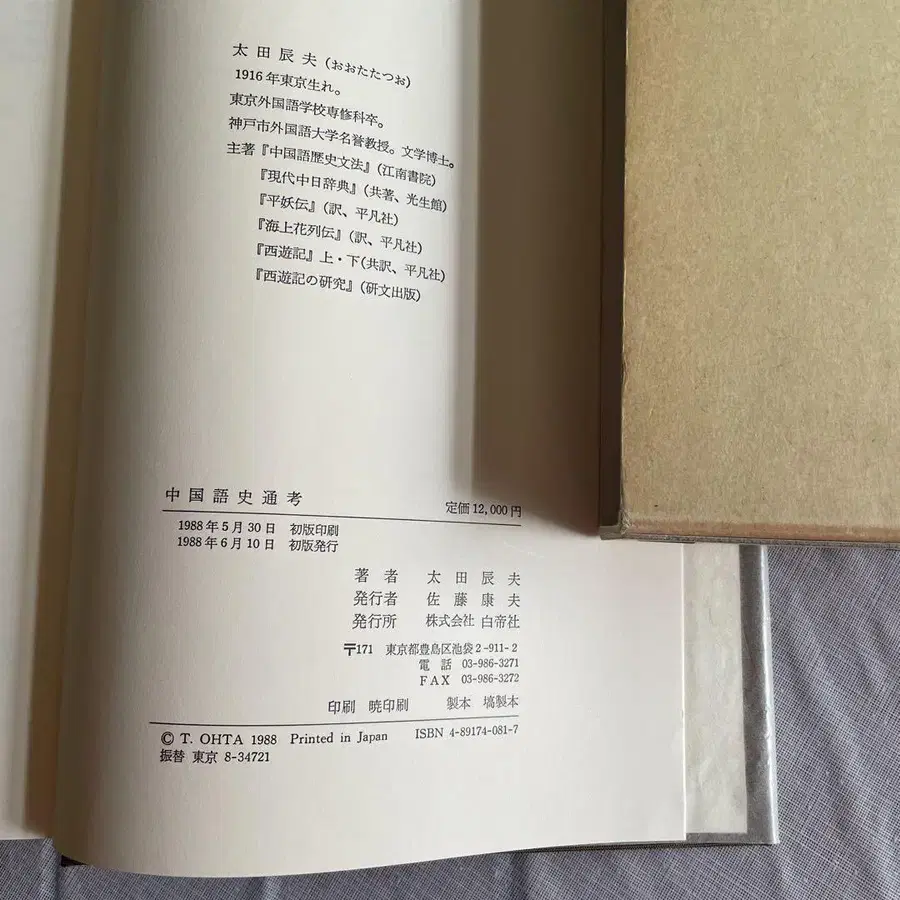 太田辰夫（おおたたつお）
1916年東京生れ。
東京外国語学校専修科卒。
神戸市外国語大学名誉教授。文学博士。
主著『中国語歴史文法』（江南書院）
『現代中日辞典』（共著、光生館）
『平妖伝』（訳、平凡社）
『海上花列伝』（訳、平凡社）
『西遊記』上・下（共訳、平凡社）
『西遊記の研究』（研文出版）
中国語史通考
定価12,000円
1988年5月30日 初版印刷
1988年6月10日 初版発行
著者 太田辰夫
発行者 佐藤康夫
発行所 株式会社 白帝社
〒171 東京都豊島区池袋2-911-2
電話 03-986-3271
FAX 03-986-3272
印刷 暁印刷 製本 塙製本
© T. OHTA 1988 Printed in Japan ISBN 4-89174-081-7
振替 東京 8-34721